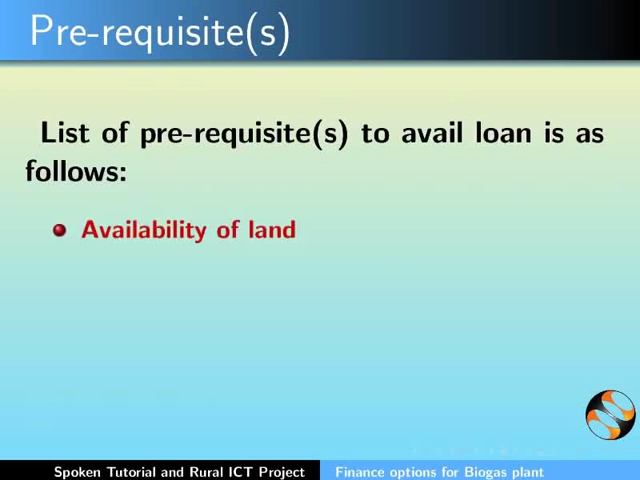 Pre-requisite(s)
List of pre-requisite(s) to avail loan is as
follows:
Availability of land
Spoken Tutorial and Rural ICT Project
Finance options for Biogas plant